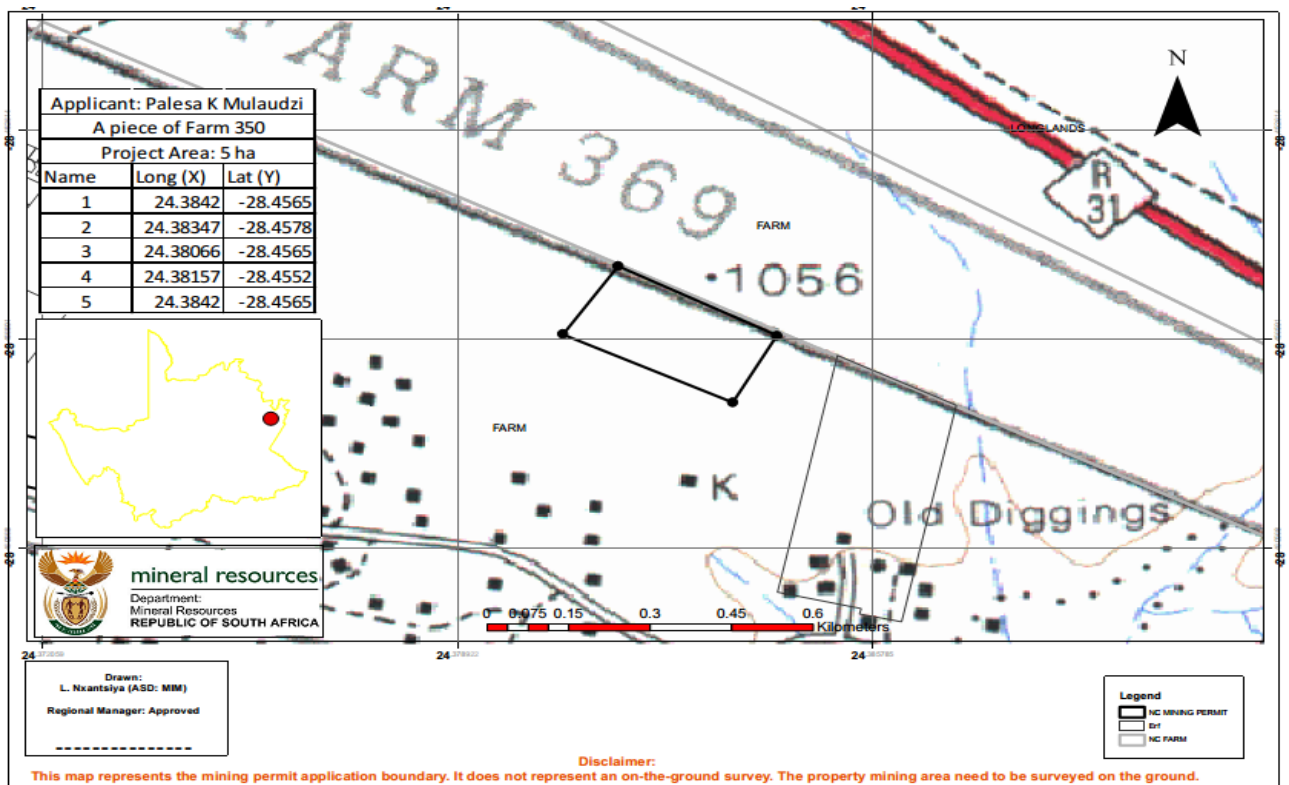 24
24
24
FARM 369
N
LONGLANDS
R
31
FARM
1056
Applicant: Palesa K Mulaudzi
A piece of Farm 350
Project Area: 5 ha
Name Long (X) Lat (Y)
1 24.3842 -28.4565
2 24.38347 -28.4578
3 24.38066 -28.4565
4 24.38157 -28.4552
5 24.3842 -28.4565
-28
-28
-28
-28
-28
-28
FARM
K
Old Diggings
mineral resources
Department:
Mineral Resources
REPUBLIC OF SOUTH AFRICA
0 0.075 0.15 0.3 0.45 0.6
Kilometers
24
24
24
Drawn:
L. Nxantsiya (ASD: MIM)
Regional Manager: Approved
Legend
NC MINING PERMIT
Erf
NC FARM
Disclaimer:
This map represents the mining permit application boundary. It does not represent an on-the-ground survey. The property mining area need to be surveyed on the ground.